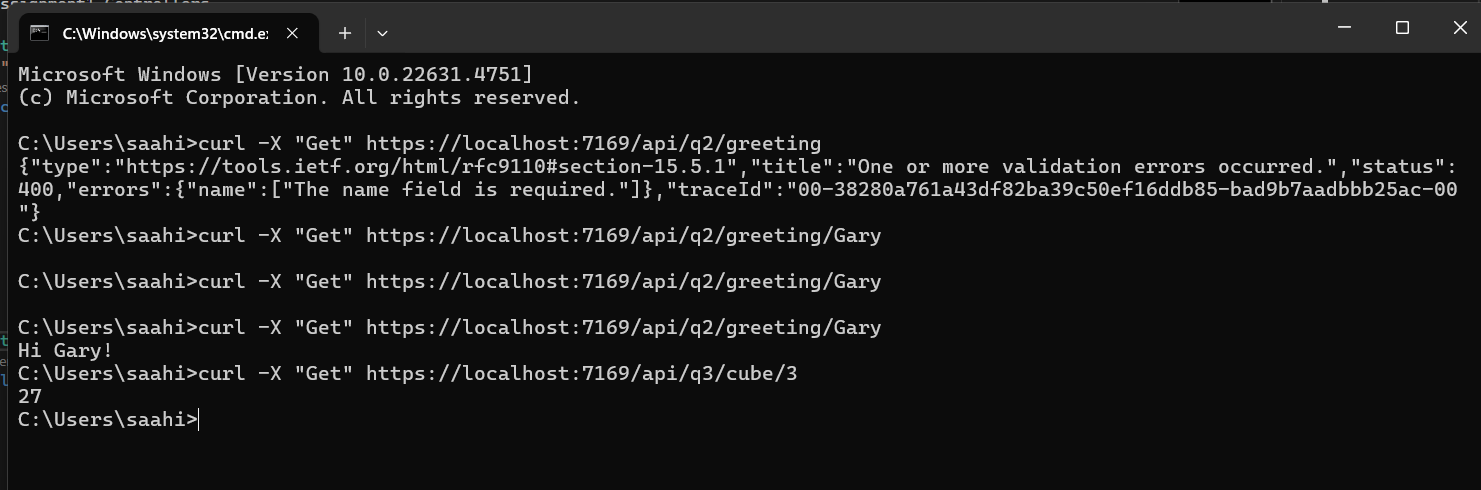 C:\Windows\system32\cmd.e
Microsoft Windows [Version 10.0.22631.4751]
(c) Microsoft Corporation. All rights reserved.
C:\Users\saahi>curl -X "Get" https://localhost:7169/api/q2/greeting
{"type":"https://tools.ietf.org/html/rfc9110#section-15.5.1","title":"One or more validation errors occurred.","status":
400,"errors":{"name":["The name field is required."]},"traceId":"00-38280a761a43df82ba39c50ef16ddb85-bad9b7aadbbb25ac-00
"}
C:\Users\saahi>curl -X "Get" https://localhost:7169/api/q2/greeting/Gary
C:\Users\saahi>curl -X "Get" https://localhost:7169/api/q2/greeting/Gary
C:\Users\saahi>curl -X "Get" https://localhost:7169/api/q2/greeting/Gary
Hi Gary!
C:\Users\saahi>curl -X "Get" https://localhost:7169/api/q3/cube/3
27
C:\Users\saahi>